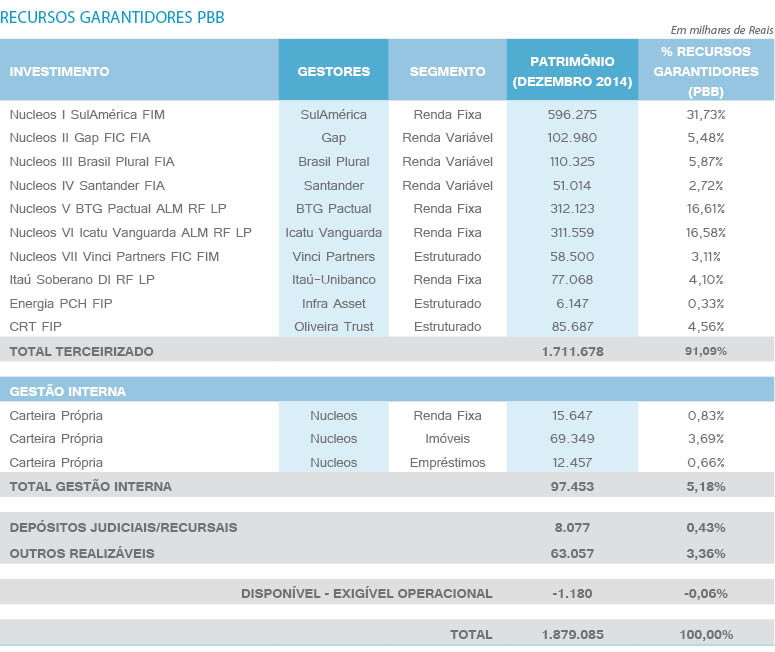 RECURSOS GARANTIDORES PBB
Em milhares de Reais
INVESTIMENTO GESTORES SEGMENTO PATRIMÔNIO (DEZEMBRO 2014) % RECURSOS GARANTIDORES (PBB)
Nucleos I SulAmérica FIM SulAmérica Renda Fixa 596.275 31,73%
Nucleos II Gap FIC FIA Gap Renda Variável 102.980 5,48%
Nucleos III Brasil Plural FIA Brasil Plural Renda Variável 110.325 5,87%
Nucleos IV Santander FIA Santander Renda Variável 51.014 2,72%
Nucleos V BTG Pactual ALM RF LP BTG Pactual Renda Fixa 312.123 16,61%
Nucleos VI Icatu Vanguarda ALM RF LP Icatu Vanguarda Renda Fixa 311.559 16,58%
Nucleos VII Vinci Partners FIC FIM Vinci Partners Estruturado 58.500 3,11%
Itaú Soberano DI RF LP Itaú-Unibanco Renda Fixa 77.068 4,10%
Energia PCH FIP Infra Asset Estruturado 6.147 0,33%
CRT FIP Oliveira Trust Estruturado 85.687 4,56%
TOTAL TERCEIRIZADO 1.711.678 91,09%
GESTÃO INTERNA
Carteira Própria Nucleos Renda Fixa 15.647 0,83%
Carteira Própria Nucleos Imóveis 69.349 3,69%
Carteira Própria Nucleos Empréstimos 12.457 0,66%
TOTAL GESTÃO INTERNA 97.453 5,18%
DEPÓSITOS JUDICIAIS/RECURSAIS 8.077 0,43%
OUTROS REALIZÁVEIS 63.057 3,36%
DISPONÍVEL - EXIGÍVEL OPERACIONAL -1.180 -0,06%
TOTAL 1.879.085 100,00%